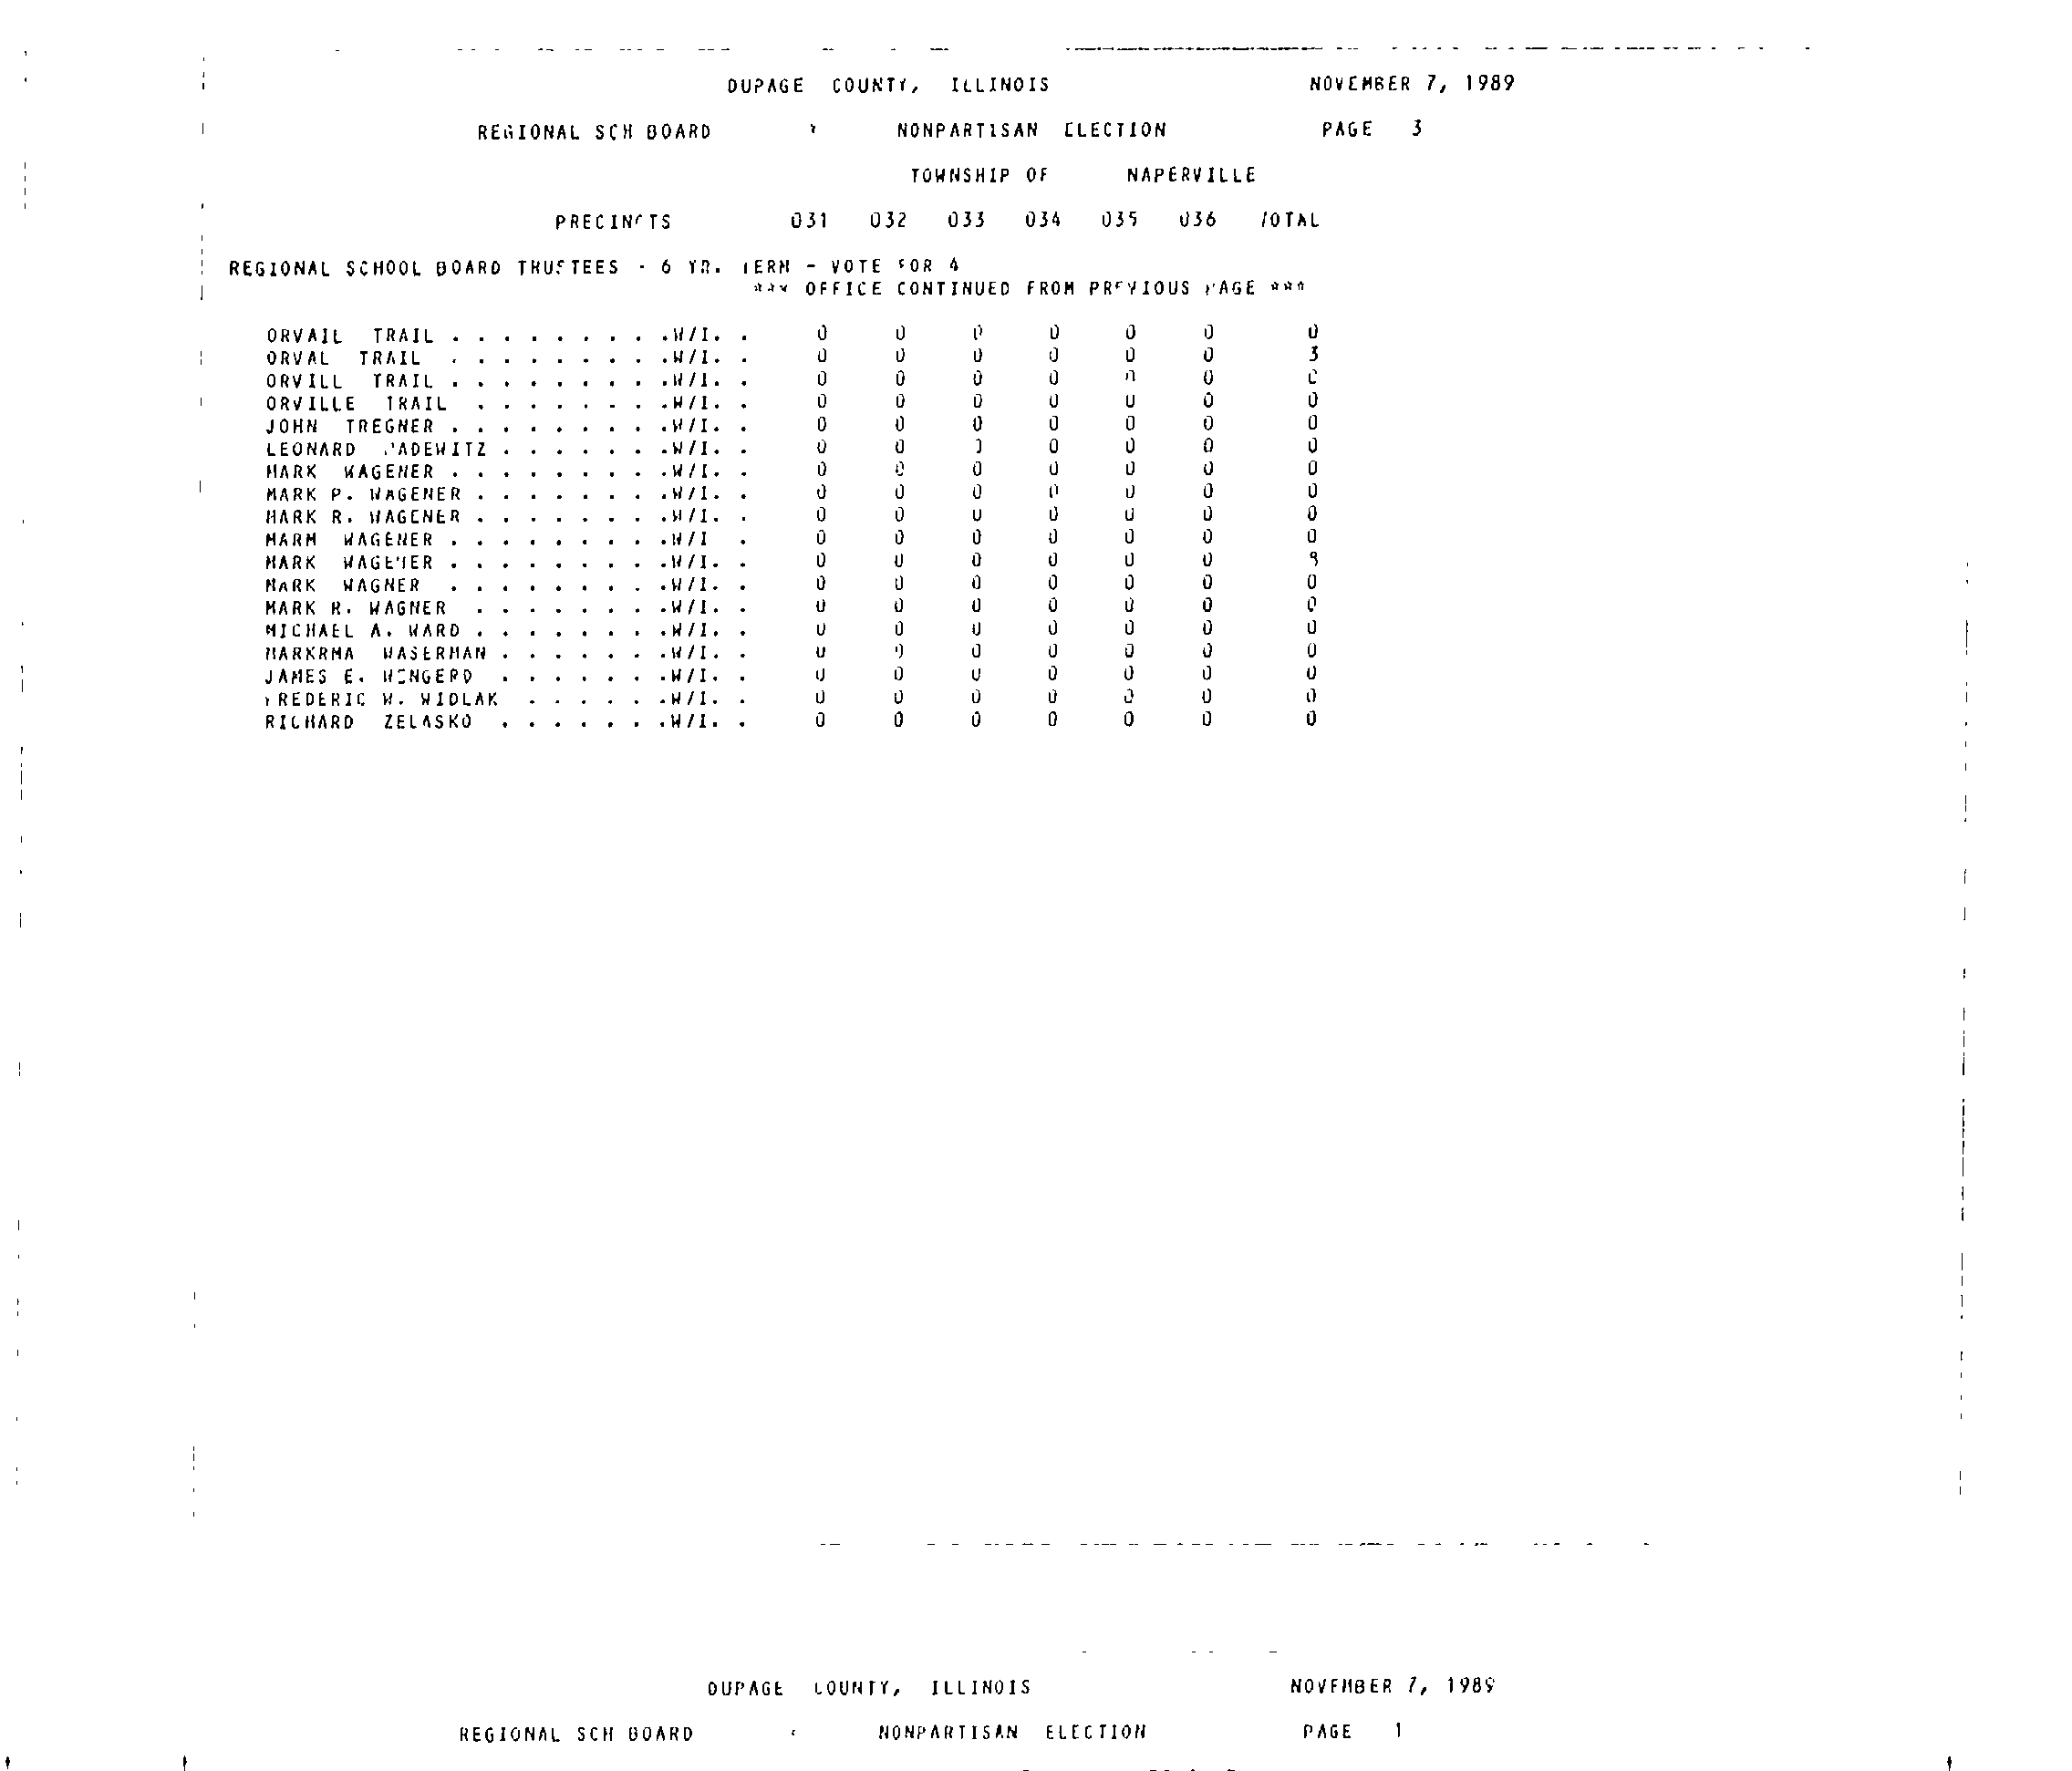 DUPAGE COUNTY, ILLINOIS NOVEMBER 7, 1989
REGIONAL SCH BOARD NONPARTISAN ELECTION PAGE 3
TOWNSHIP OF NAPERVILLE
PRECINCTS 031 032 033 034 035 036 TOTAL
REGIONAL SCHOOL BOARD TRUSTEES - 6 YR. TERM - VOTE FOR 4
*** OFFICE CONTINUED FROM PREVIOUS PAGE ***
ORVAIL TRAIL . . . . . . . . .W/I. . 0 0 0 0 0 0 0
ORVAL TRAIL . . . . . . . . .W/I. . 0 0 0 0 0 0 3
ORVILL TRAIL . . . . . . . . .W/I. . 0 0 0 0 0 0 0
ORVILLE TRAIL . . . . . . . .W/I. . 0 0 0 0 0 0 0
JOHN TREGNER . . . . . . . . .W/I. . 0 0 0 0 0 0 0
LEONARD . . . . . . .W/I. . 0 0 0 0 0 0 0
MARK WAGENER . . . . . . . . .W/I. . 0 0 0 0 0 0 0
MARK P. WAGENER . . . . . . . .W/I. . 0 0 0 0 0 0 0
MARK R. WAGENER . . . . . . . .W/I. . 0 0 0 0 0 0 0
MARM WAGENER . . . . . . . . .W/I . 0 0 0 0 0 0 0
MARK . . . . . . . . .W/I. . 0 0 0 0 0 0
MARK WAGNER . . . . . . . . .W/I. . 0 0 0 0 0 0 0
MARK R. WAGNER . . . . . . . .W/I. . 0 0 0 0 0 0 0
MICHAEL A. WARD . . . . . . . .W/I. . 0 0 0 0 0 0 0
MARKRMA WASERMAN . . . . . . .W/I. . 0 0 0 0 0 0 0
JAMES E. WENGERD . . . . . . .W/I. . 0 0 0 0 0 0 0
FREDERIC W. WIDLAK . . . . . .W/I. . 0 0 0 0 0 0 0
RICHARD ZELASKO . . . . . . .W/I. . 0 0 0 0 0 0 0
DUPAGE COUNTY, ILLINOIS NOVEMBER 7, 1989
REGIONAL SCH BOARD NONPARTISAN ELECTION PAGE 1